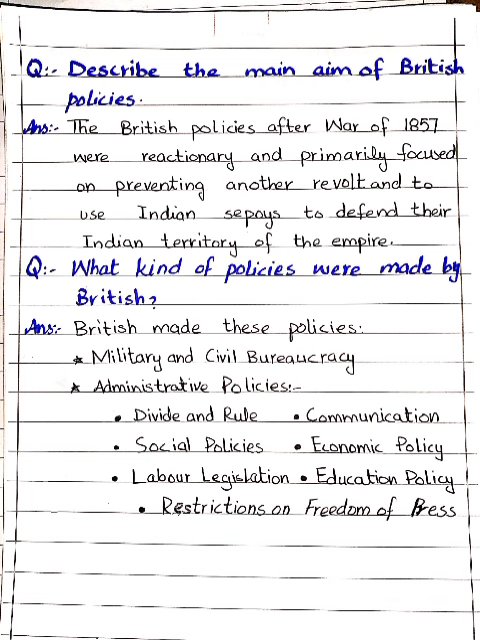 Q:- Describe the main aim of British
policies.
Ans:- The British policies after War of 1857
were reactionary and primarily focused
on preventing another revolt and to
use Indian sepoys to defend their
Indian territory of the empire.
Q:- What kind of policies were made by
British?
Ans:- British made these policies:
* Military and Civil Bureaucracy
* Administrative Policies:-
• Divide and Rule • Communication
• Social Policies • Economic Policy
• Labour Legislation • Education Policy
• Restrictions on Freedom of Press